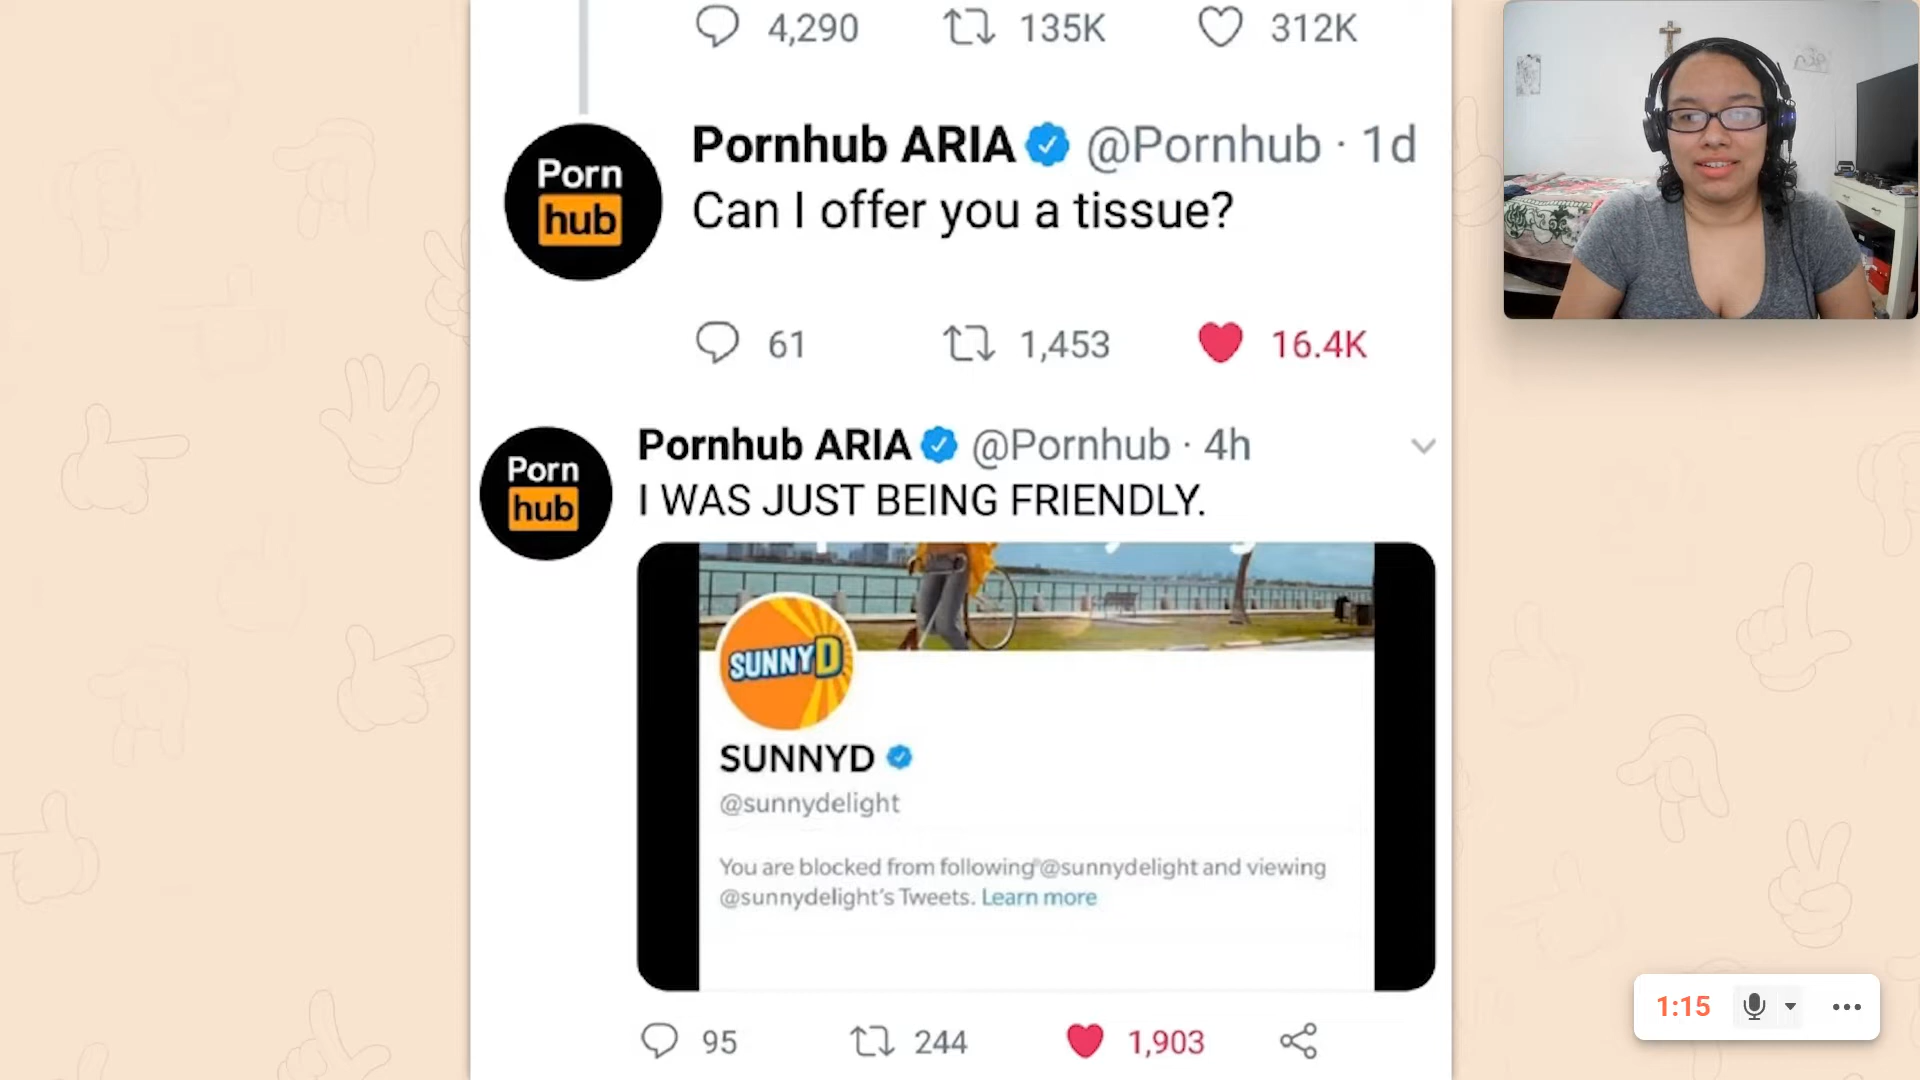 4,290 135K 312K
Porn
hub
Pornhub ARIA @Pornhub · 1d
Can I offer you a tissue?
61 1,453 16.4K
Porn
hub
Pornhub ARIA @Pornhub · 4h
I WAS JUST BEING FRIENDLY.
SUNNYD
SUNNYD
@sunnydelight
You are blocked from following @sunnydelight and viewing
@sunnydelight's Tweets. Learn more
95 244 1,903
1:15